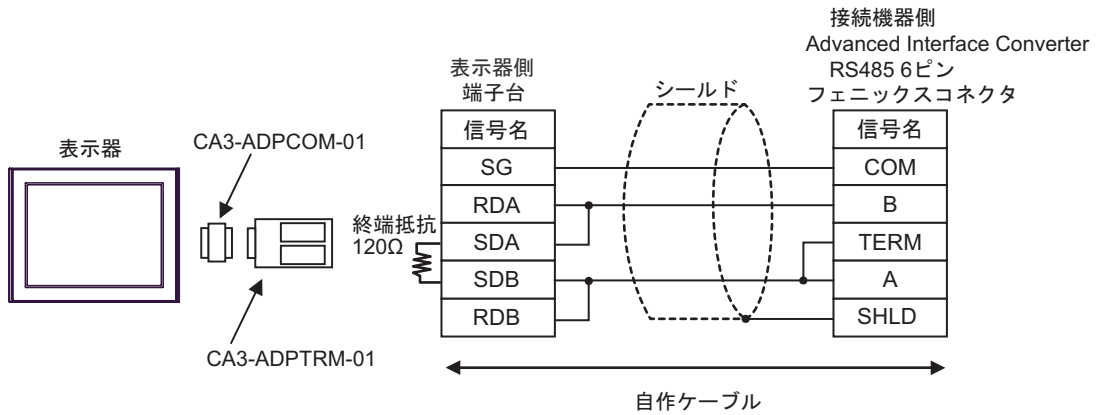 接続機器側
Advanced Interface Converter
RS485 6ピン
フェニックスコネクタ
表示器側
端子台
シールド
信号名
信号名
表示器
CA3-ADPCOM-01
SG
COM
RDA
B
終端抵抗
120Ω
SDA
TERM
SDB
A
RDB
SHLD
CA3-ADPTRM-01
自作ケーブル